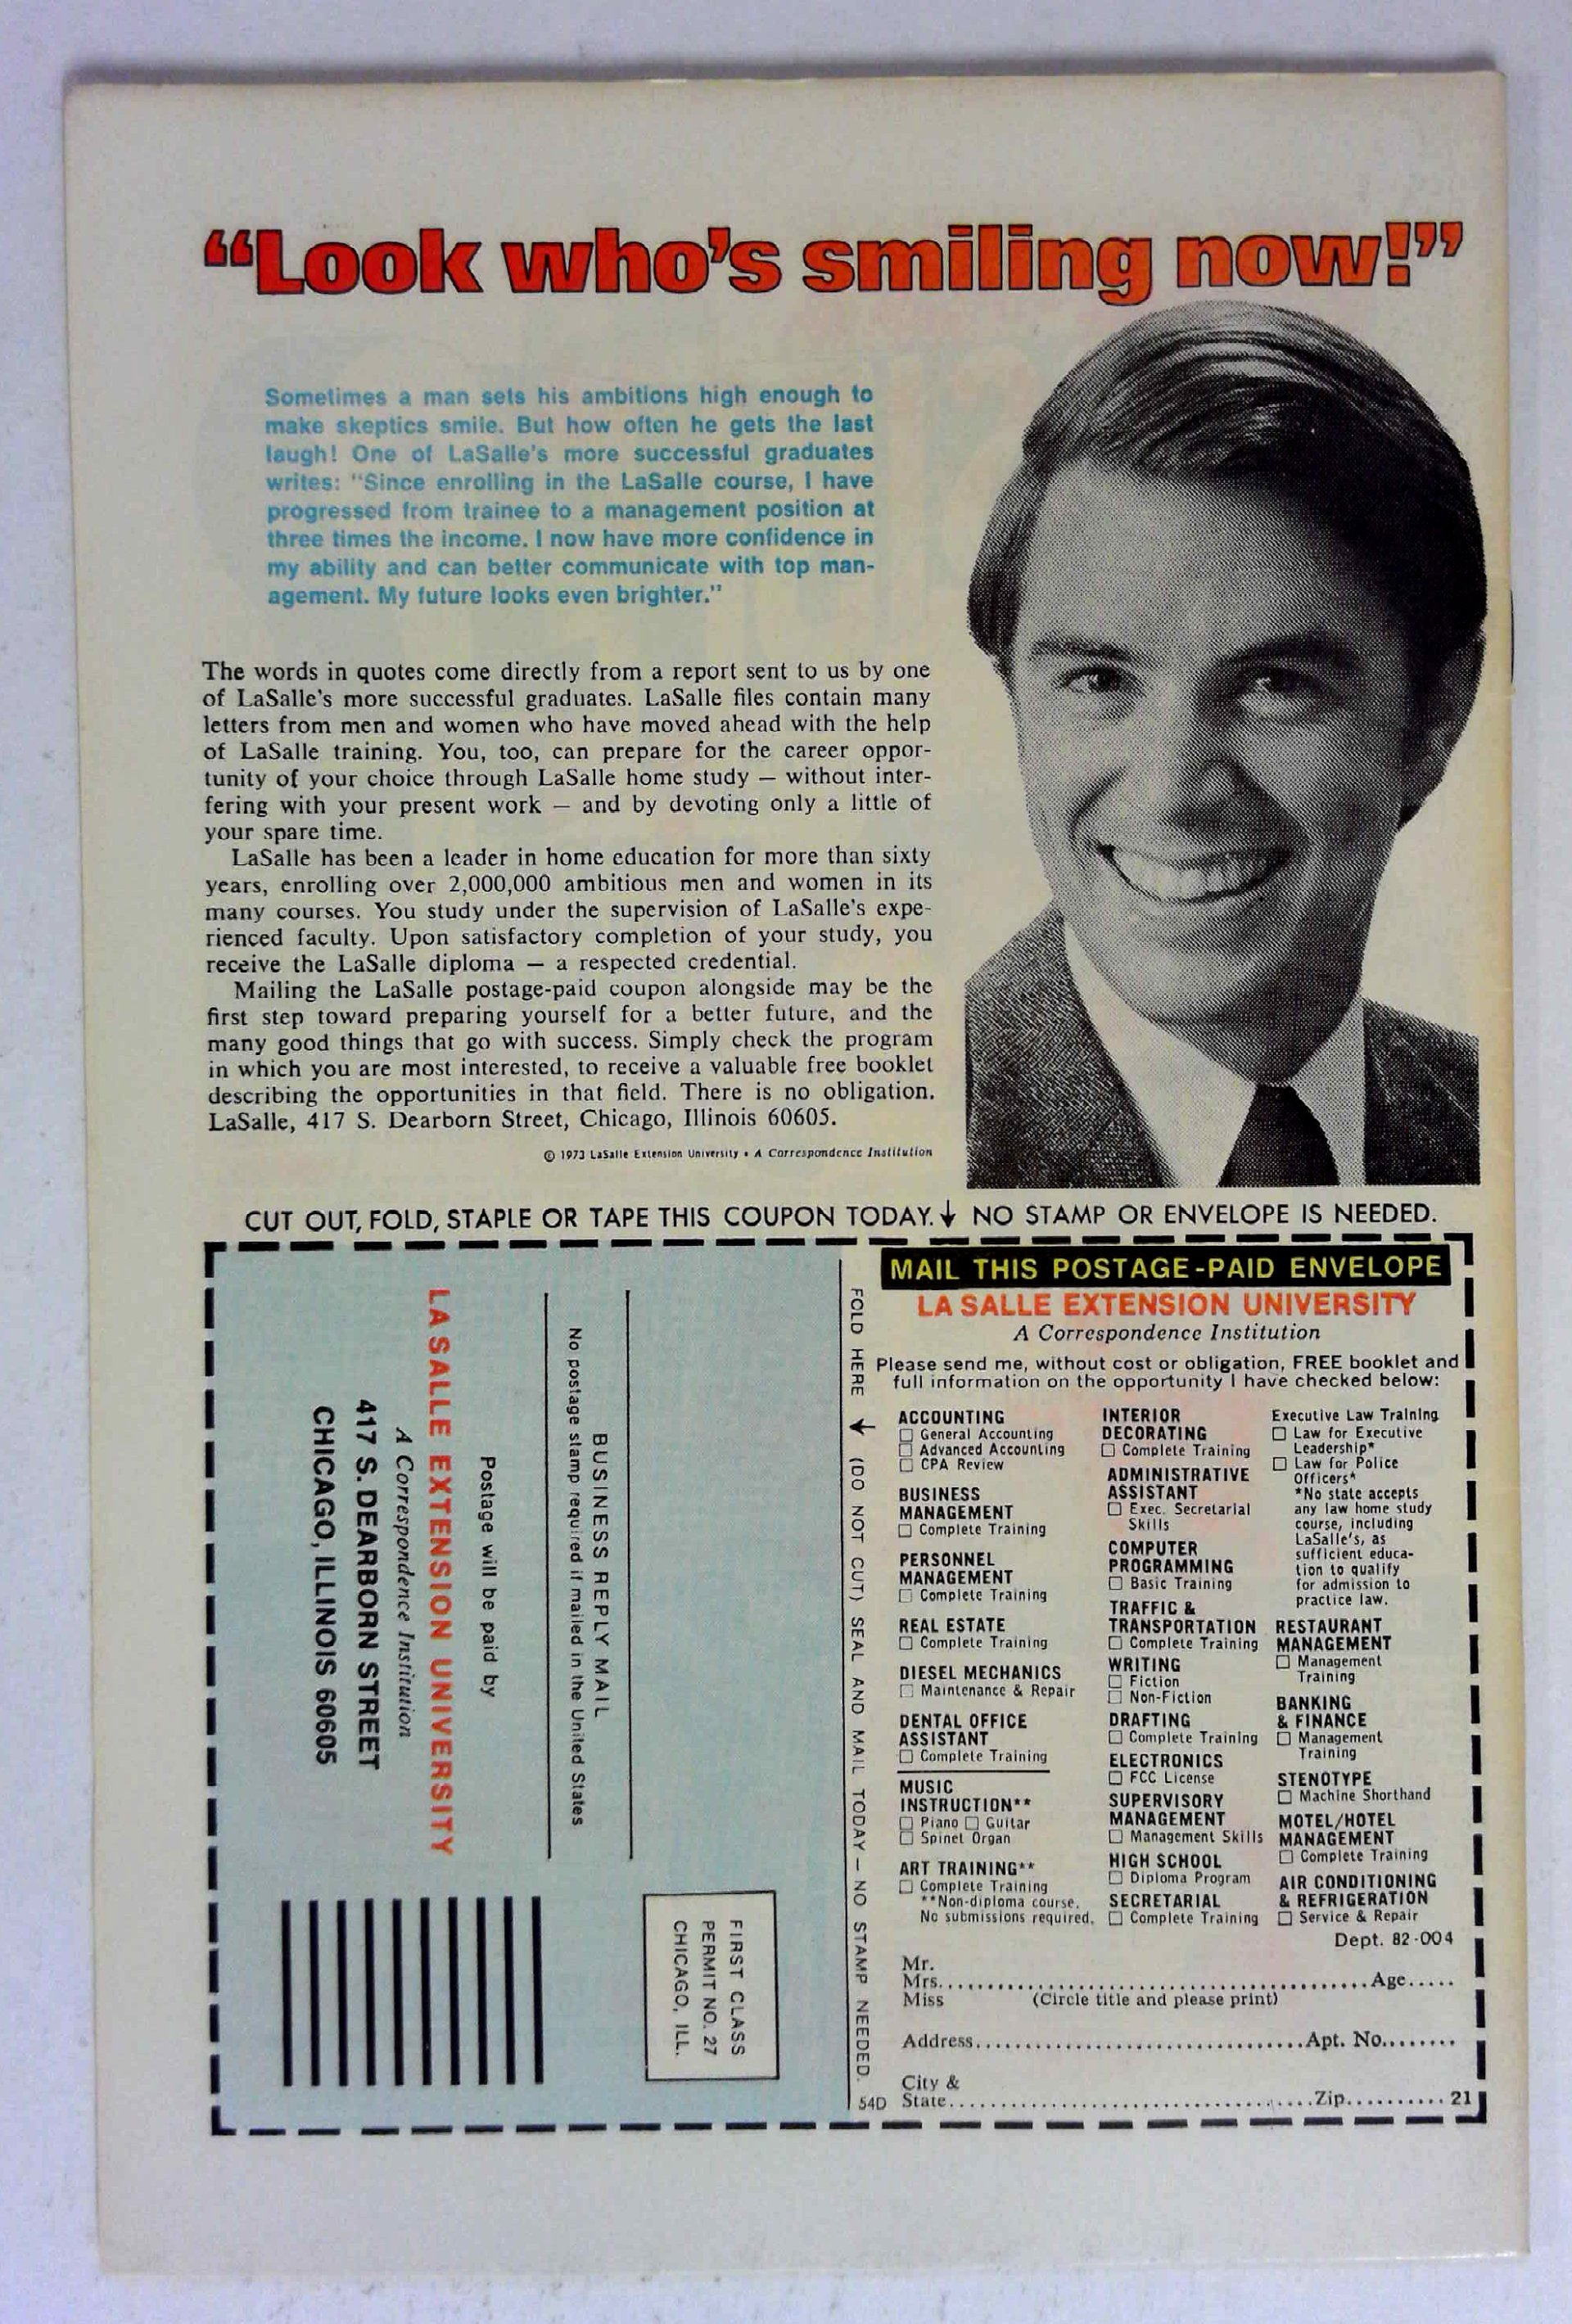 “Look who’s smiling now!”
Sometimes a man sets his ambitions high enough to
make skeptics smile. But how often he gets the last
laugh! One of LaSalle's more successful graduates
writes: "Since enrolling in the LaSalle course, I have
progressed from trainee to a management position at
three times the income. I now have more confidence in
my ability and can better communicate with top man-
agement. My future looks even brighter."
The words in quotes come directly from a report sent to us by one
of LaSalle's more successful graduates. LaSalle files contain many
letters from men and women who have moved ahead with the help
of LaSalle training. You, too, can prepare for the career oppor-
tunity of your choice through LaSalle home study — without inter-
fering with your present work — and by devoting only a little of
your spare time.
LaSalle has been a leader in home education for more than sixty
years, enrolling over 2,000,000 ambitious men and women in its
many courses. You study under the supervision of LaSalle's expe-
rienced faculty. Upon satisfactory completion of your study, you
receive the LaSalle diploma — a respected credential.
Mailing the LaSalle postage-paid coupon alongside may be the
first step toward preparing yourself for a better future, and the
many good things that go with success. Simply check the program
in which you are most interested, to receive a valuable free booklet
describing the opportunities in that field. There is no obligation.
LaSalle, 417 S. Dearborn Street, Chicago, Illinois 60605.
© 1973 LaSalle Extension University • A Correspondence Institution
CUT OUT, FOLD, STAPLE OR TAPE THIS COUPON TODAY.↓ NO STAMP OR ENVELOPE IS NEEDED.
FIRST CLASS
PERMIT NO. 27
CHICAGO, ILL.
BUSINESS REPLY MAIL
No postage stamp required if mailed in the United States
Postage will be paid by
LA SALLE EXTENSION UNIVERSITY
A Correspondence Institution
417 S. DEARBORN STREET
CHICAGO, ILLINOIS 60605
FOLD HERE ↓ (DO NOT CUT) SEAL AND MAIL TODAY — NO STAMP NEEDED.
MAIL THIS POSTAGE-PAID ENVELOPE
LA SALLE EXTENSION UNIVERSITY
A Correspondence Institution
Please send me, without cost or obligation, FREE booklet and
full information on the opportunity I have checked below:
ACCOUNTING
☐ General Accounting
☐ Advanced Accounting
☐ CPA Review
BUSINESS
MANAGEMENT
☐ Complete Training
PERSONNEL
MANAGEMENT
☐ Complete Training
REAL ESTATE
☐ Complete Training
DIESEL MECHANICS
☐ Maintenance & Repair
DENTAL OFFICE
ASSISTANT
☐ Complete Training
MUSIC
INSTRUCTION**
☐ Piano ☐ Guitar
☐ Spinet Organ
ART TRAINING**
☐ Complete Training
**Non-diploma course.
No submissions required.
INTERIOR
DECORATING
☐ Complete Training
ADMINISTRATIVE
ASSISTANT
☐ Exec. Secretarial
Skills
COMPUTER
PROGRAMMING
☐ Basic Training
TRAFFIC &
TRANSPORTATION
☐ Complete Training
WRITING
☐ Fiction
☐ Non-Fiction
DRAFTING
☐ Complete Training
ELECTRONICS
☐ FCC License
SUPERVISORY
MANAGEMENT
☐ Management Skills
HIGH SCHOOL
☐ Diploma Program
SECRETARIAL
☐ Complete Training
Executive Law Training
☐ Law for Executive
Leadership*
☐ Law for Police
Officers*
*No state accepts
any law home study
course, including
LaSalle's, as
sufficient educa-
tion to qualify
for admission to
practice law.
RESTAURANT
MANAGEMENT
☐ Management
Training
BANKING
& FINANCE
☐ Management
Training
STENOTYPE
☐ Machine Shorthand
MOTEL/HOTEL
MANAGEMENT
☐ Complete Training
AIR CONDITIONING
& REFRIGERATION
☐ Service & Repair
Dept. 82-004
Mr.
Mrs.......................................................Age.....
Miss (Circle title and please print)
Address.......................................Apt. No........
City &
54D State............................................Zip.......... 21